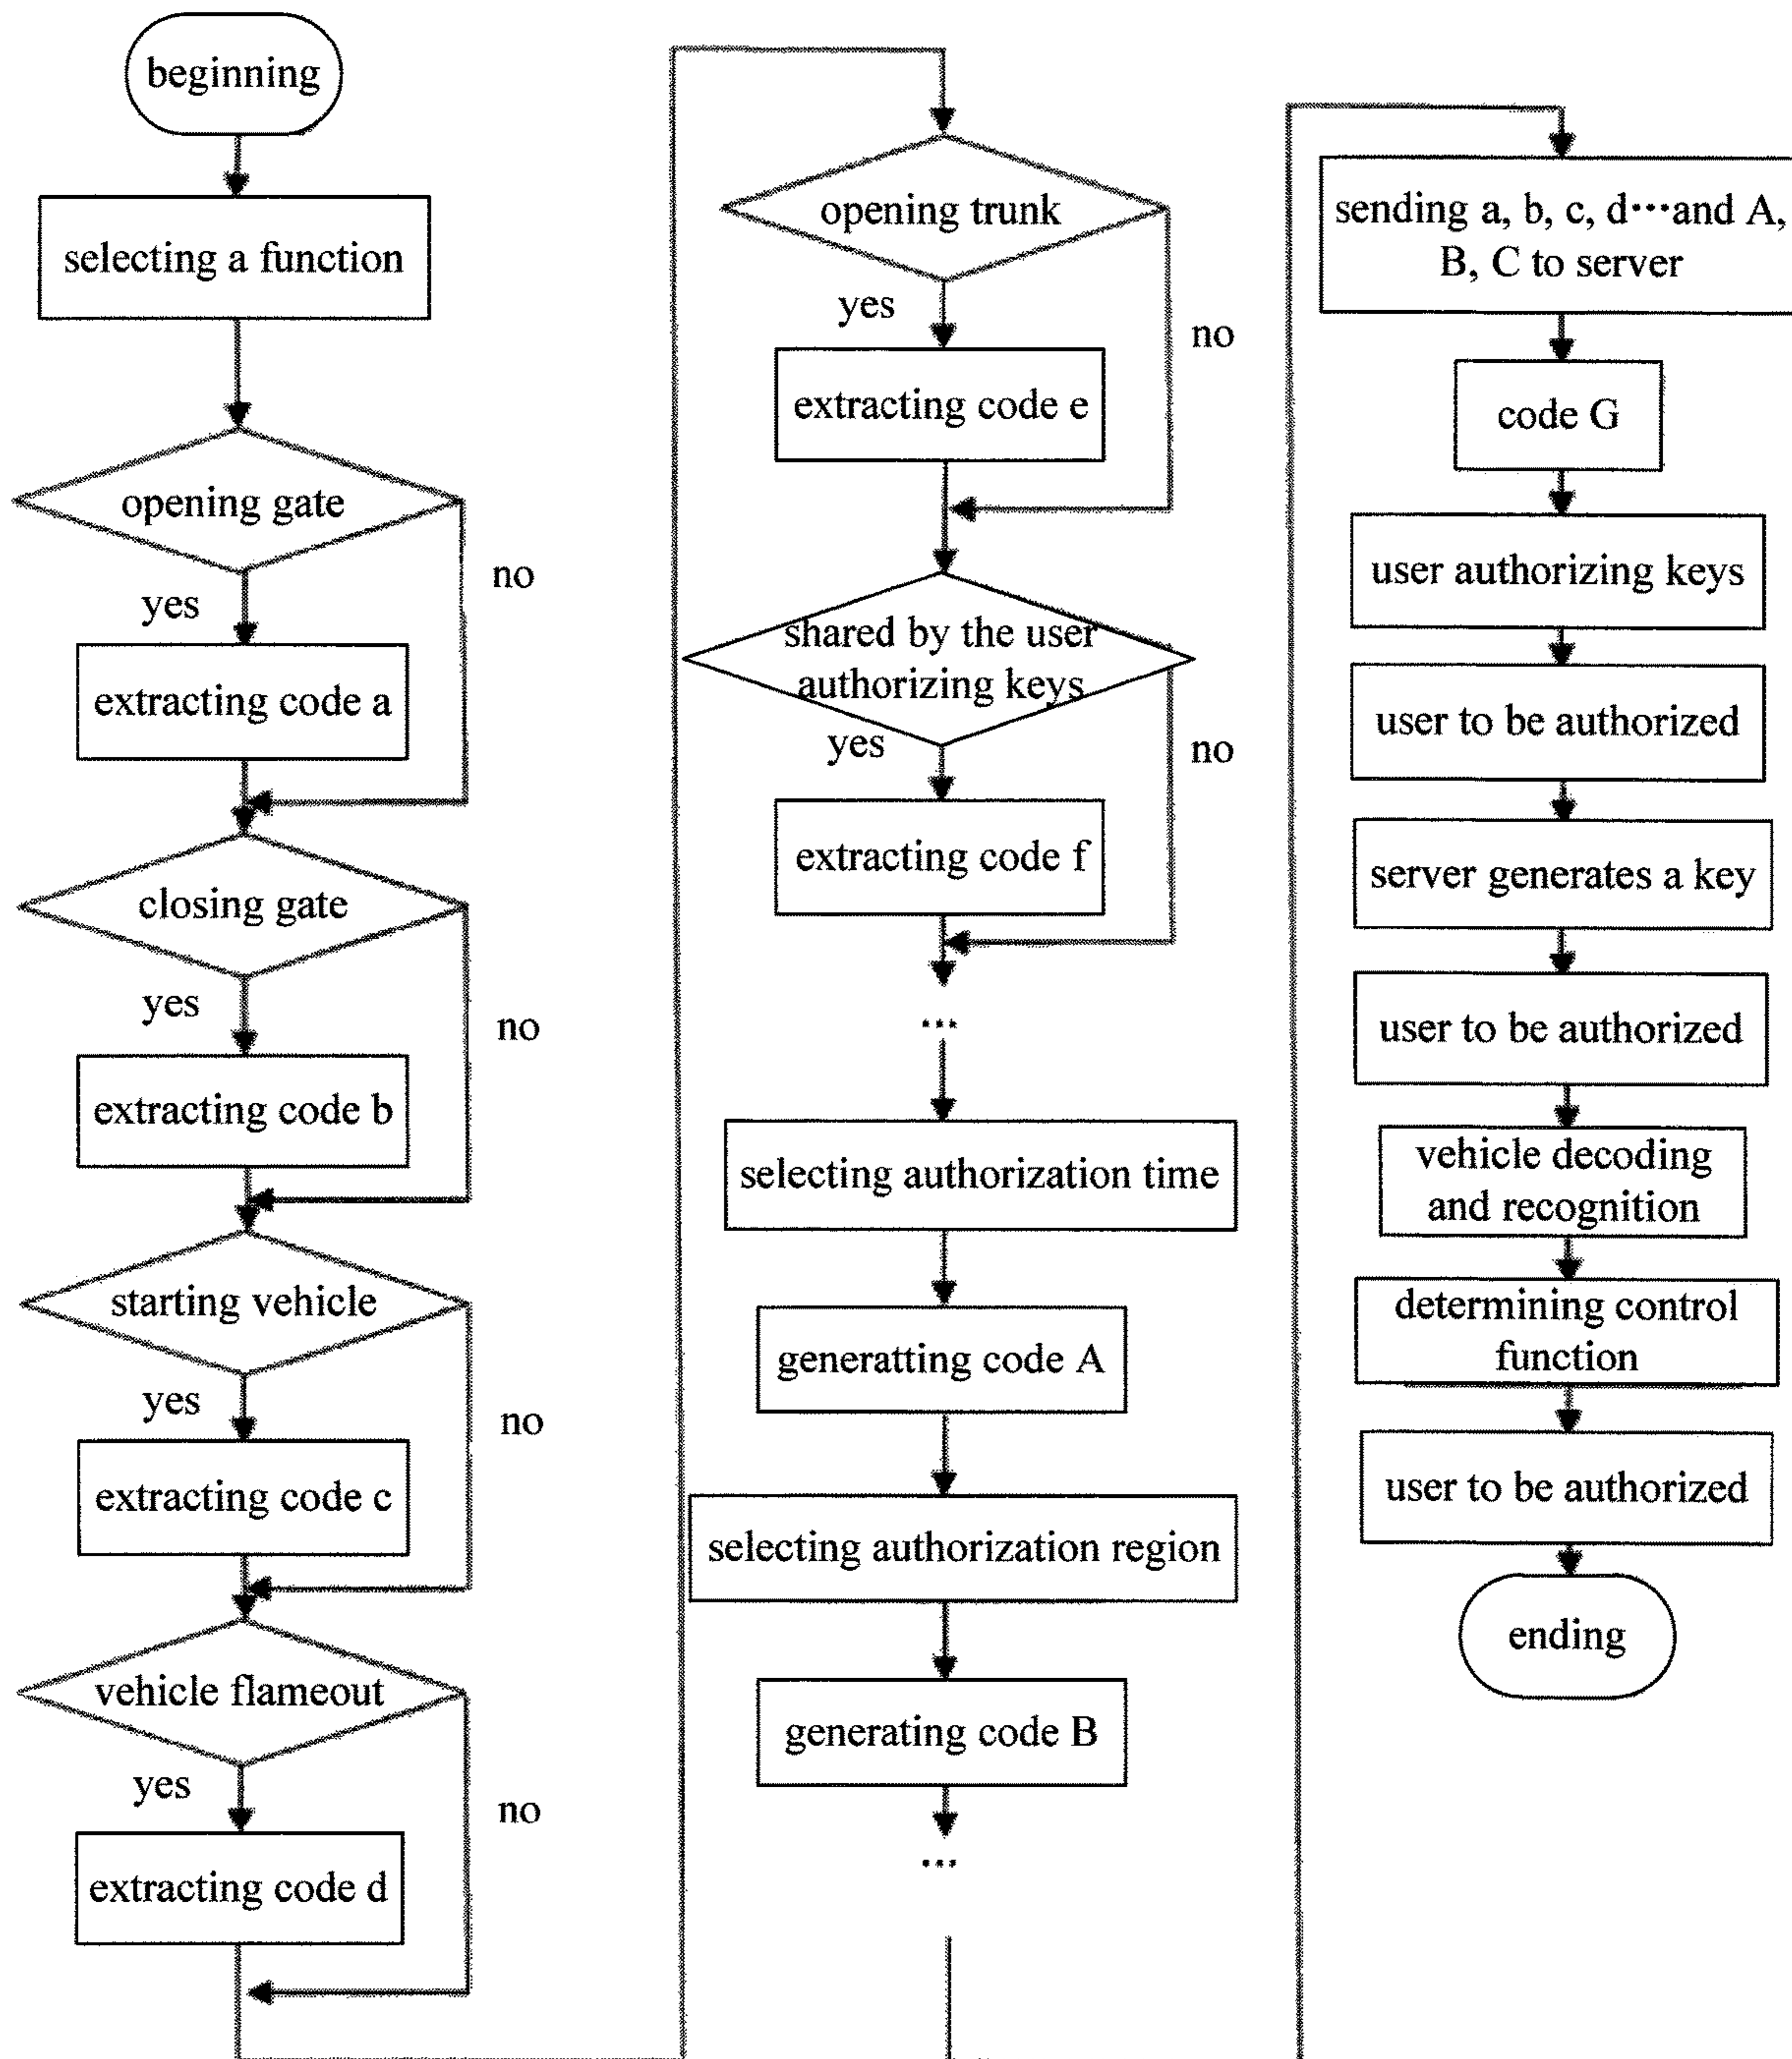 beginning
selecting a function
opening gate
yes
no
extracting code a
closing gate
yes
no
extracting code b
starting vehicle
yes
no
extracting code c
vehicle flameout
yes
no
extracting code d
opening trunk
yes
no
extracting code e
shared by the user
authorizing keys
yes
no
extracting code f
...
selecting authorization time
generatting code A
selecting authorization region
generating code B
...
sending a, b, c, d···and A,
B, C to server
code G
user authorizing keys
user to be authorized
server generates a key
user to be authorized
vehicle decoding
and recognition
determining control
function
user to be authorized
ending